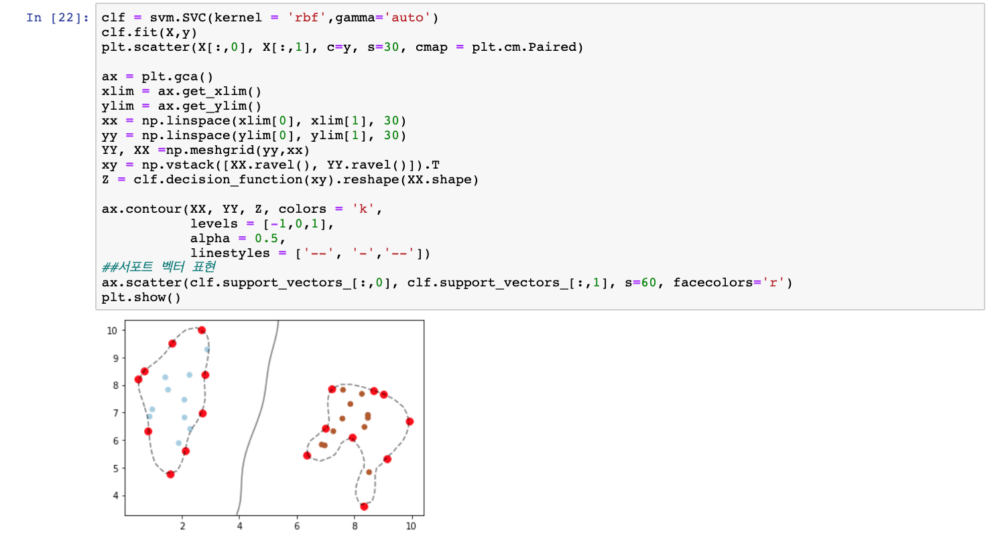 In [22]: clf = svm.SVC(kernel = 'rbf',gamma='auto')
clf.fit(X,y)
plt.scatter(X[:,0], X[:,1], c=y, s=30, cmap = plt.cm.Paired)
ax = plt.gca()
xlim = ax.get_xlim()
ylim = ax.get_ylim()
xx = np.linspace(xlim[0], xlim[1], 30)
yy = np.linspace(ylim[0], ylim[1], 30)
YY, XX =np.meshgrid(yy,xx)
xy = np.vstack([XX.ravel(), YY.ravel()]).T
Z = clf.decision_function(xy).reshape(XX.shape)
ax.contour(XX, YY, Z, colors = 'k',
levels = [-1,0,1],
alpha = 0.5,
linestyles = ['--', '-','--'])
##서포트 벡터 표현
ax.scatter(clf.support_vectors_[:,0], clf.support_vectors_[:,1], s=60, facecolors='r')
plt.show()
10
9
8
7
6
5
4
2 4 6 8 10